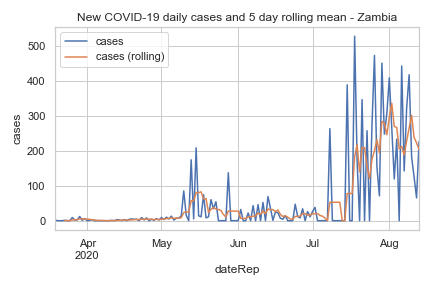 New COVID-19 daily cases and 5 day rolling mean - Zambia
cases
cases (rolling)
500
400
300
200
100
0
cases
Apr
2020
May
Jun
Jul
Aug
dateRep